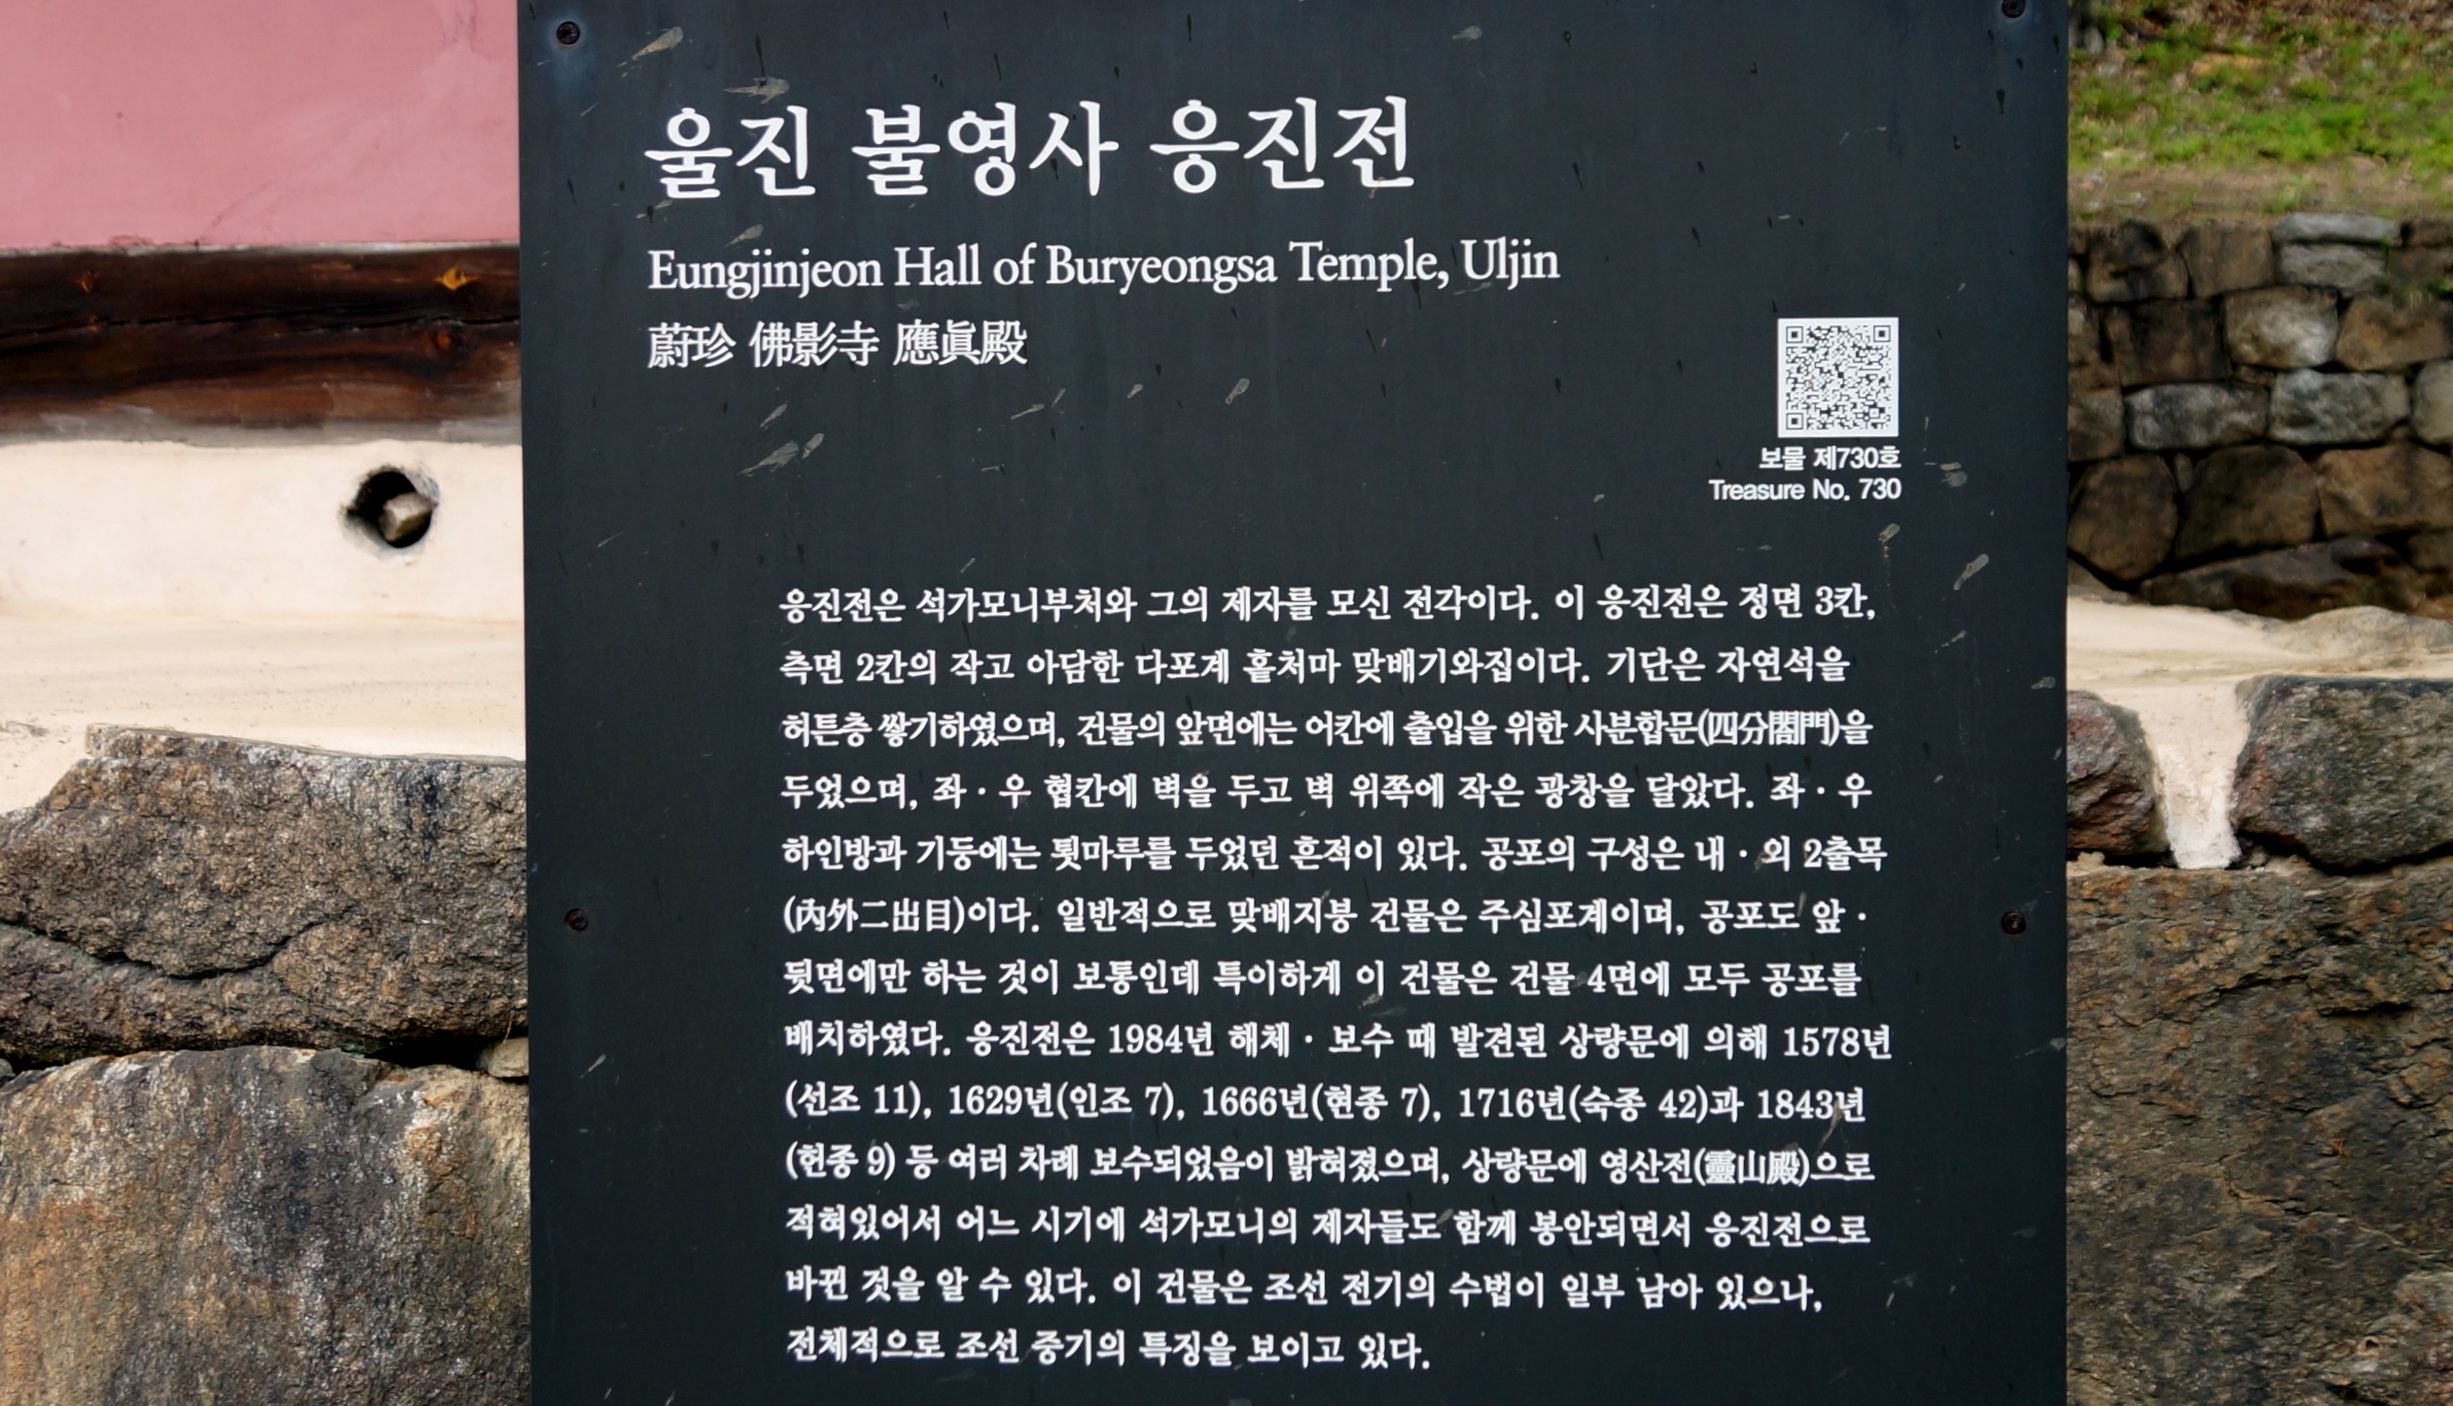 울진 불영사 응진전
Eungjinjeon Hall of Buryeongsa Temple, Uljin
蔚珍 佛影寺 應眞殿
보물 제730호
Treasure No. 730
응진전은 석가모니부처와 그의 제자를 모신 전각이다. 이 응진전은 정면 3칸,
측면 2칸의 작고 아담한 다포계 홑처마 맞배기와집이다. 기단은 자연석을
허튼층 쌓기하였으며, 건물의 앞면에는 어칸에 출입을 위한 사분합문(四分閤門)을
두었으며, 좌 · 우 협칸에 벽을 두고 벽 위쪽에 작은 광창을 달았다. 좌 · 우
하인방과 기둥에는 툇마루를 두었던 흔적이 있다. 공포의 구성은 내 · 외 2출목
(內外二出目)이다. 일반적으로 맞배지붕 건물은 주심포계이며, 공포도 앞 ·
뒷면에만 하는 것이 보통인데 특이하게 이 건물은 건물 4면에 모두 공포를
배치하였다. 응진전은 1984년 해체 · 보수 때 발견된 상량문에 의해 1578년
(선조 11), 1629년(인조 7), 1666년(현종 7), 1716년(숙종 42)과 1843년
(헌종 9) 등 여러 차례 보수되었음이 밝혀졌으며, 상량문에 영산전(靈山殿)으로
적혀있어서 어느 시기에 석가모니의 제자들도 함께 봉안되면서 응진전으로
바뀐 것을 알 수 있다. 이 건물은 조선 전기의 수법이 일부 남아 있으나,
전체적으로 조선 중기의 특징을 보이고 있다.